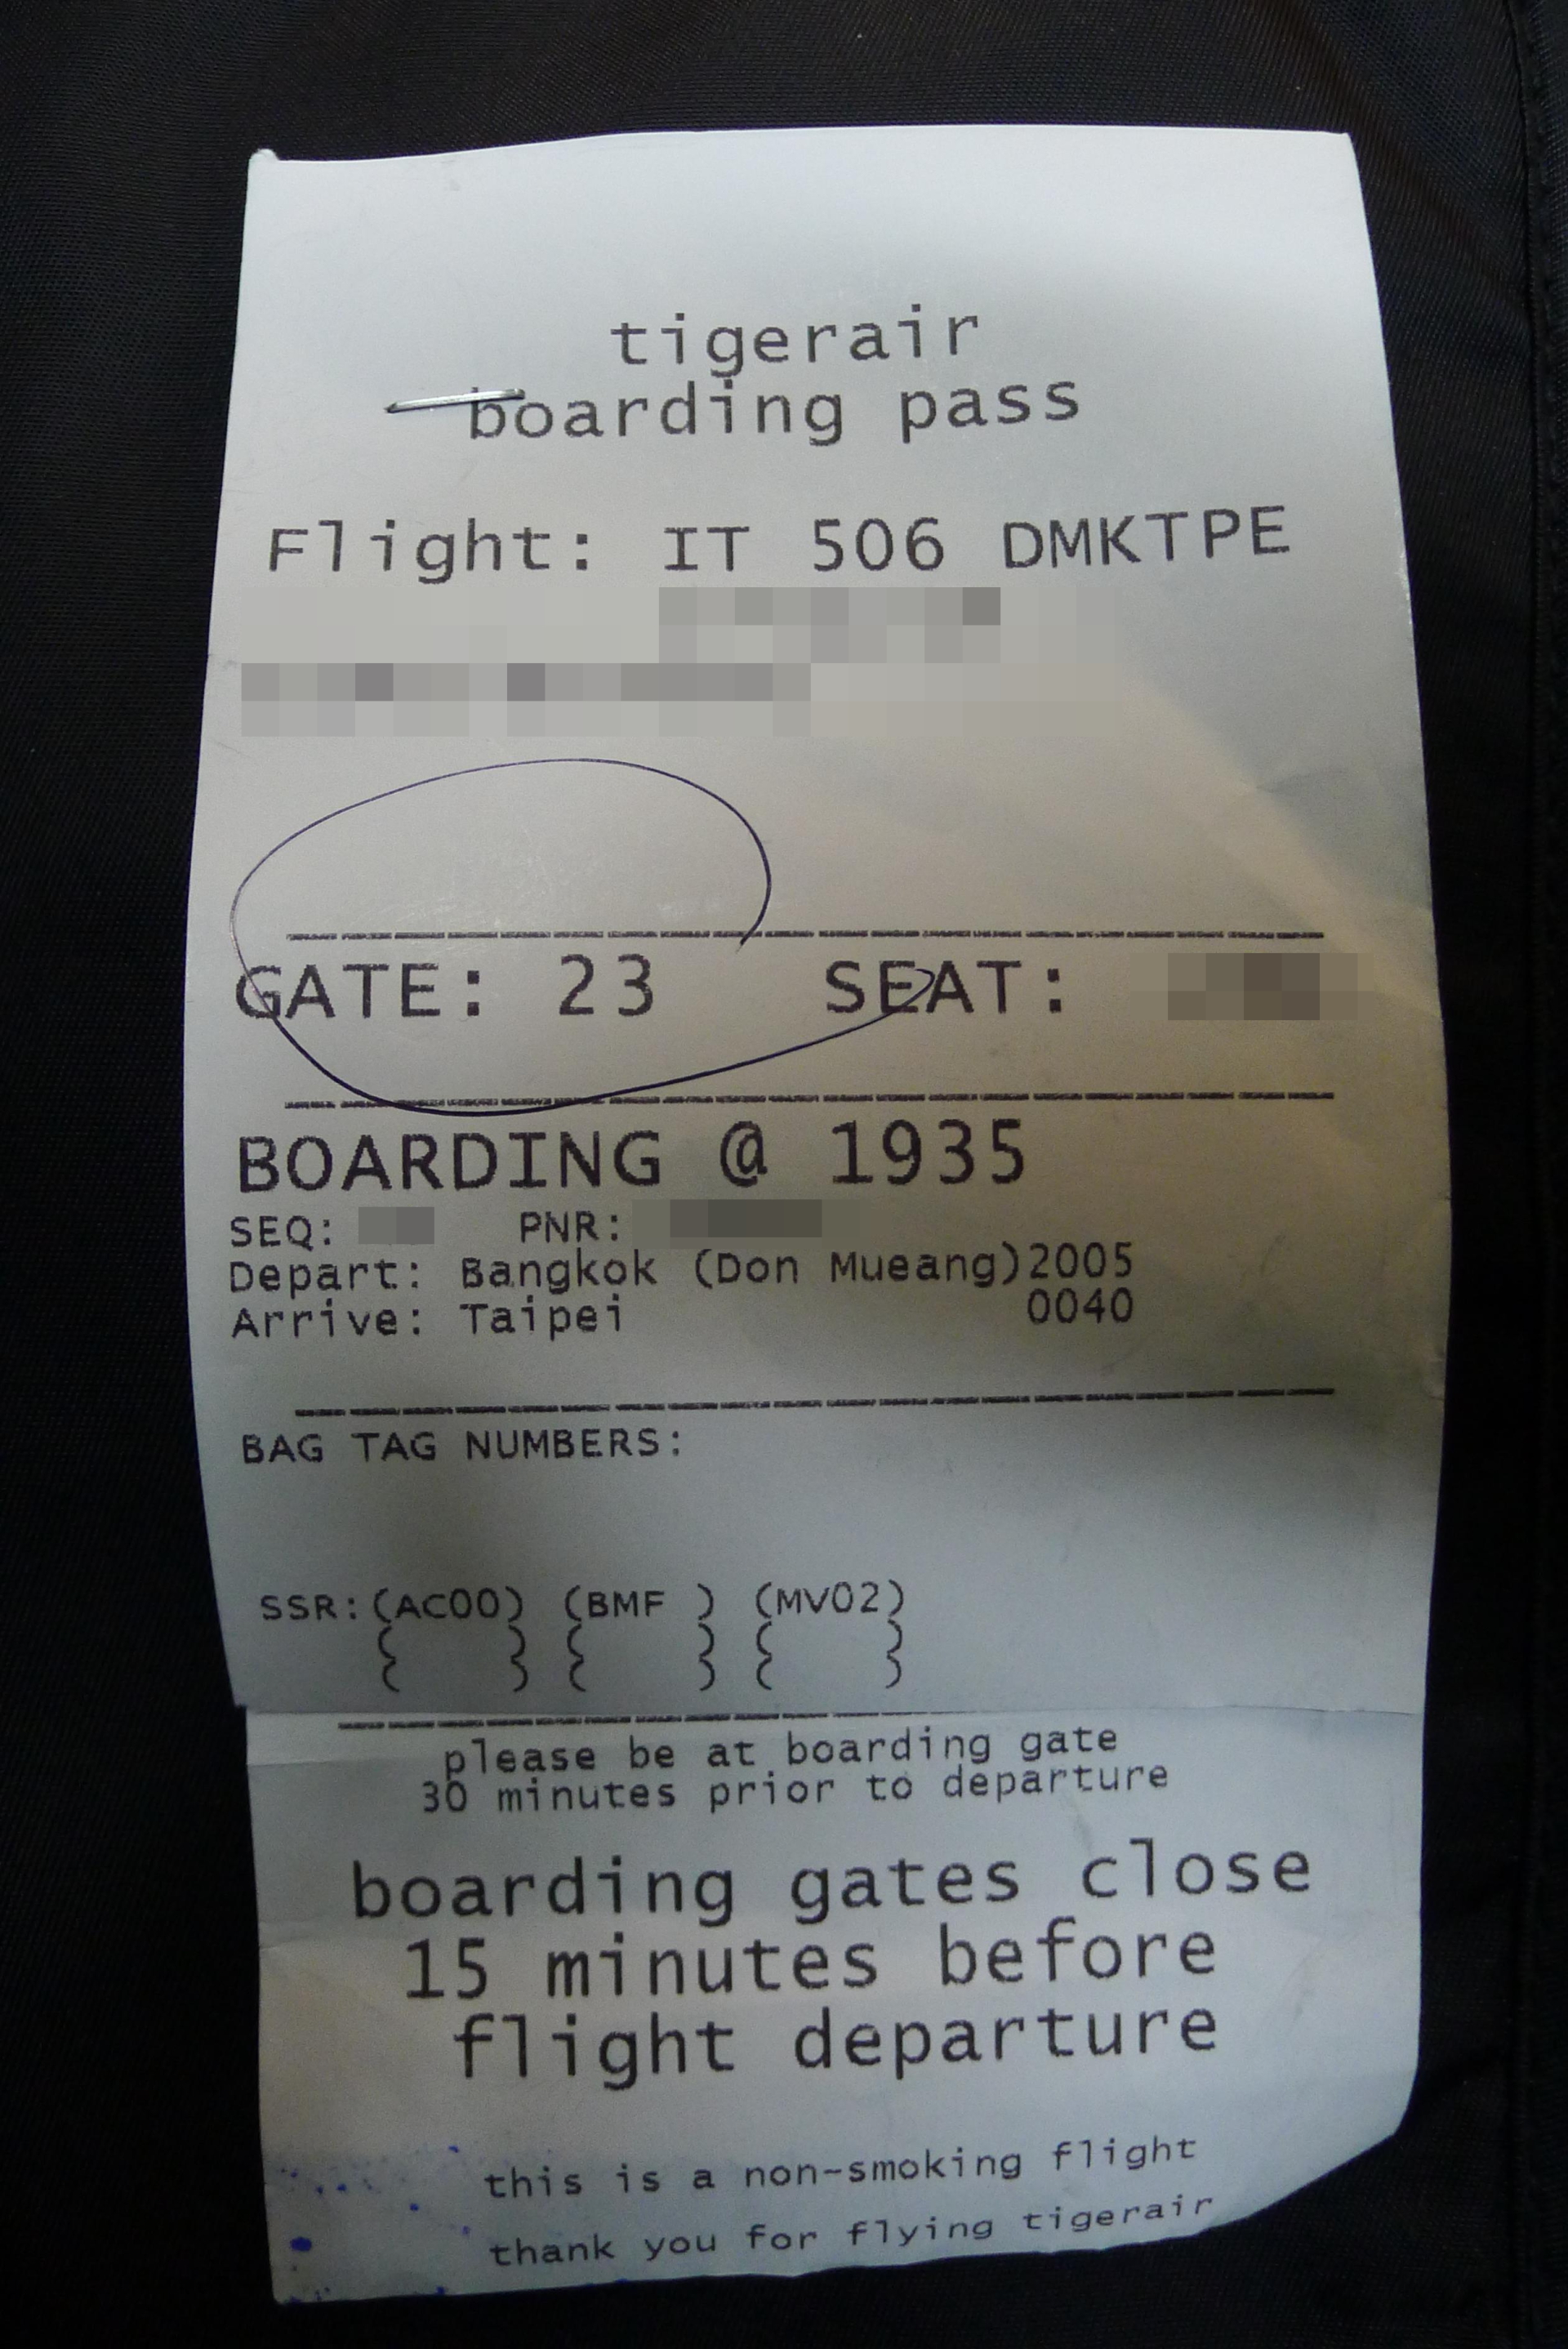 tigerair
boarding pass
Flight: IT 506 DMKTPE
GATE: 23 SEAT:
BOARDING @ 1935
SEQ: PNR:
Depart: Bangkok (Don Mueang)2005
Arrive: Taipei 0040
BAG TAG NUMBERS:
SSR:(AC00) (BMF ) (MV02)
( ) ( ) ( )
( ) ( ) ( )
please be at boarding gate
30 minutes prior to departure
boarding gates close
15 minutes before
flight departure
this is a non-smoking flight
thank you for flying tigerair